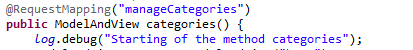 @RequestMapping("manageCategories")
public ModelAndView categories() {
log.debug("Starting of the method categories");